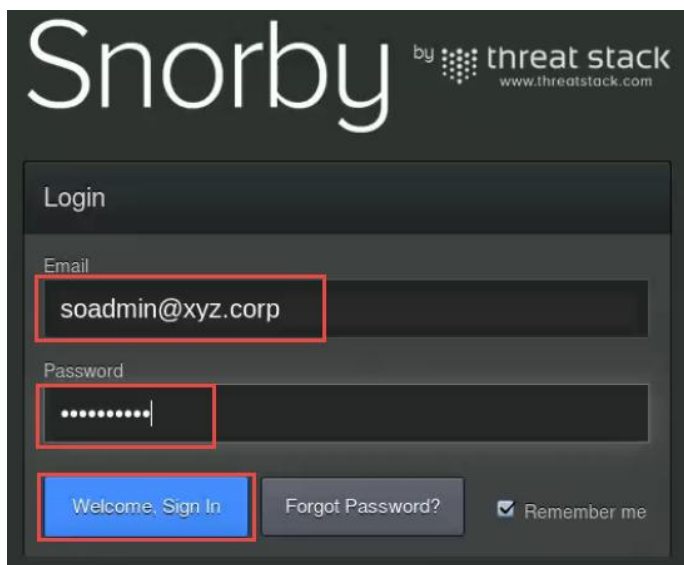 Snorby by threat stack
www.threatstack.com
Login
Email
soadmin@xyz.corp
Password
••••••••••
Welcome, Sign In Forgot Password? Remember me